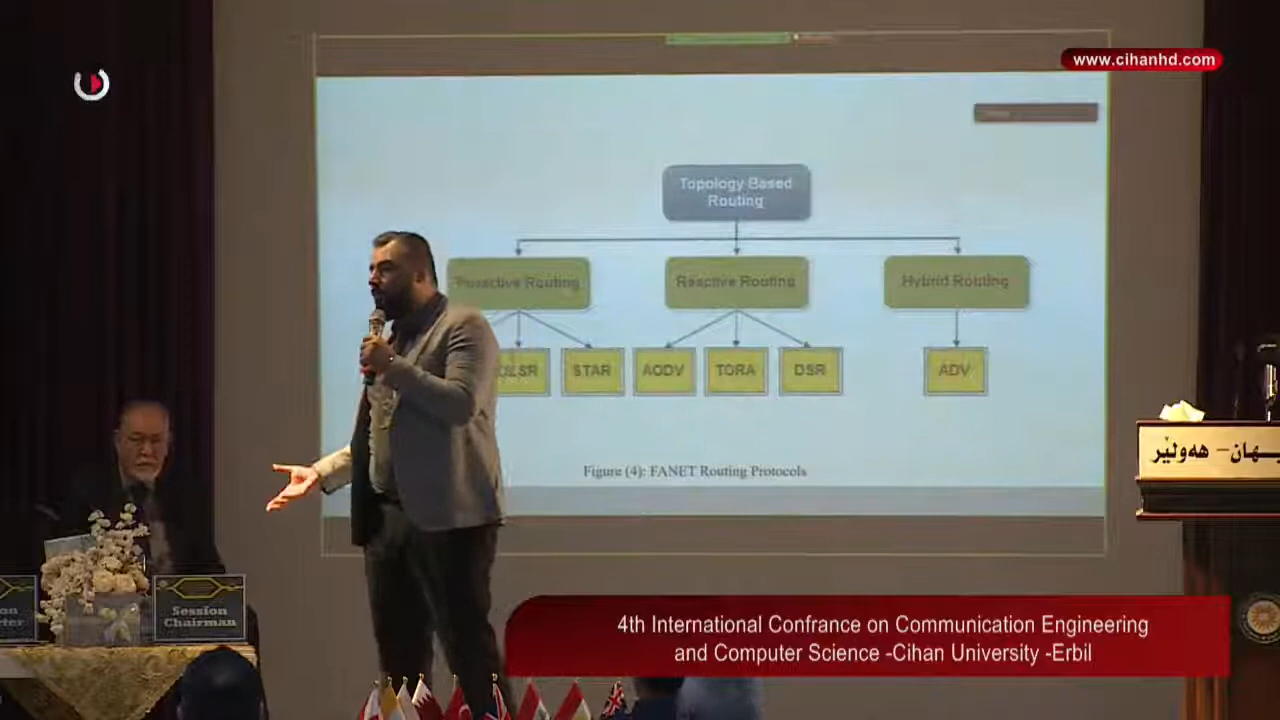 www.cihanhd.com
Topology Based
Routing
Proactive Routing
Reactive Routing
Hybrid Routing
OLSR
STAR
AODV
TORA
DSR
ADV
Figure (4): FANET Routing Protocols
هەولێر
Session
Chairman
4th International Confrance on Communication Engineering
and Computer Science -Cihan University -Erbil